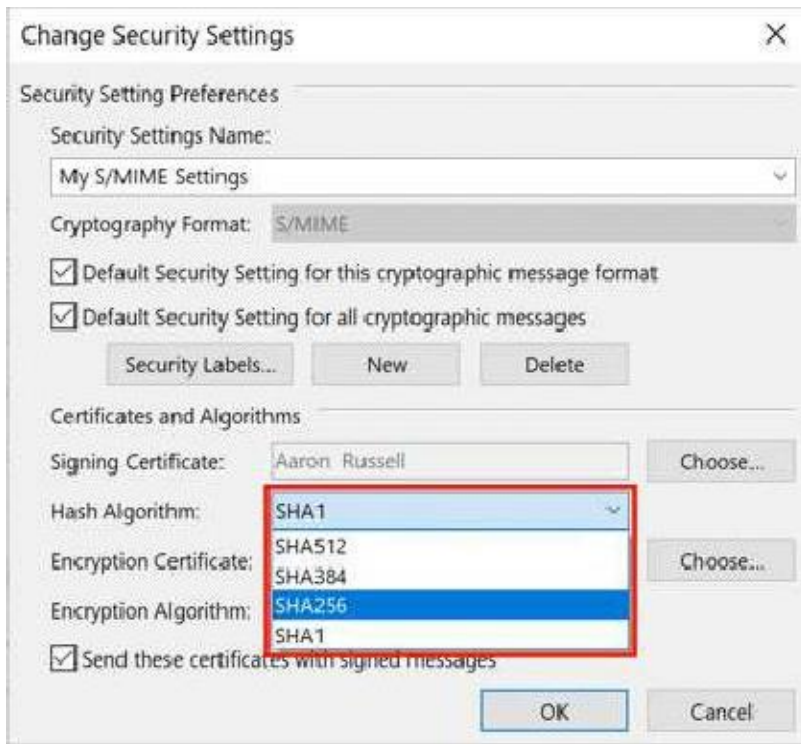 Change Security Settings
Security Setting Preferences
Security Settings Name:
My S/MIME Settings
Cryptography Format: S/MIME
Default Security Setting for this cryptographic message format
Default Security Setting for all cryptographic messages
Security Labels... New Delete
Certificates and Algorithms
Signing Certificate: Aaron Russell Choose...
Hash Algorithm: SHA1
SHA512
Encryption Certificate: Choose...
SHA384
Encryption Algorithm: SHA256
SHA1
Send these certificates with signed messages
OK Cancel